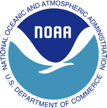 NATIONAL OCEANIC AND ATMOSPHERIC ADMINISTRATION
NOAA
U.S. DEPARTMENT OF COMMERCE